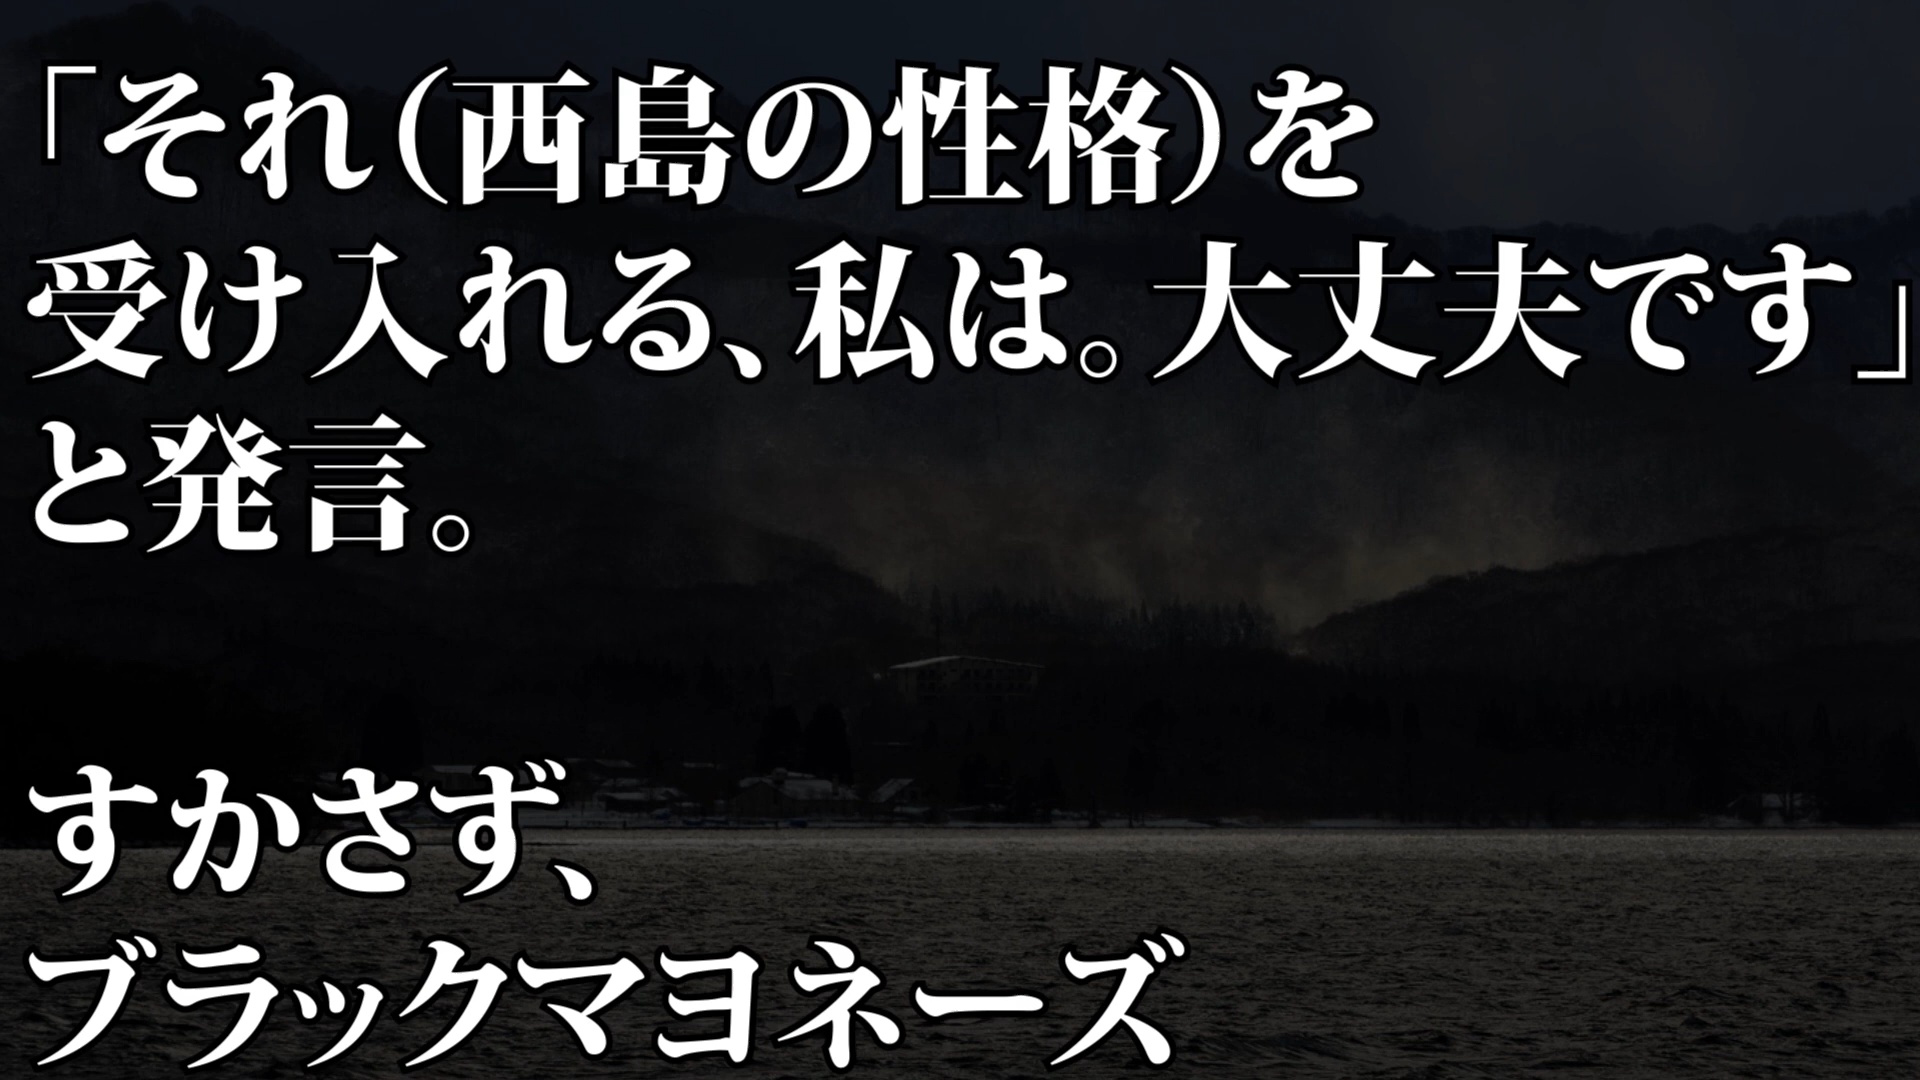 「それ（西島の性格）を
受け入れる、私は。大丈夫です」
と発言。
すかさず、
ブラックマヨネーズ